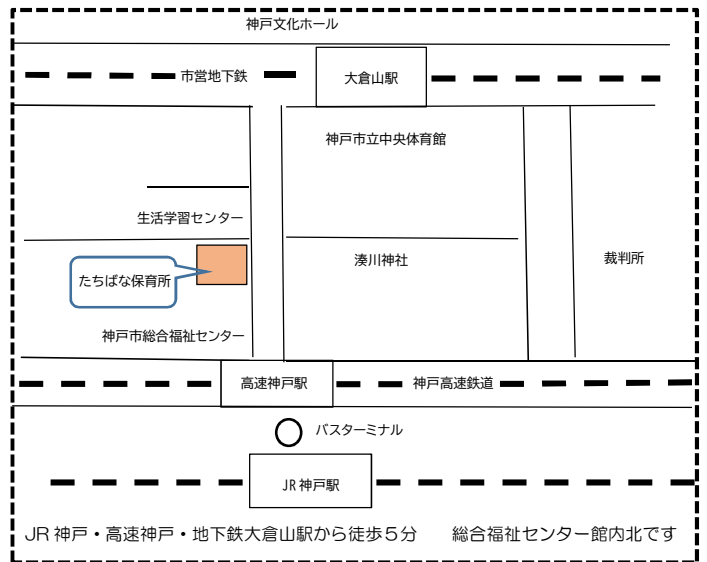 神戸文化ホール
市営地下鉄
大倉山駅
神戸市立中央体育館
生活学習センター
たちばな保育所
湊川神社
裁判所
神戸市総合福祉センター
高速神戸駅
神戸高速鉄道
バスターミナル
JR 神戸駅
JR 神戸・高速神戸・地下鉄大倉山駅から徒歩５分　総合福祉センター館内北です